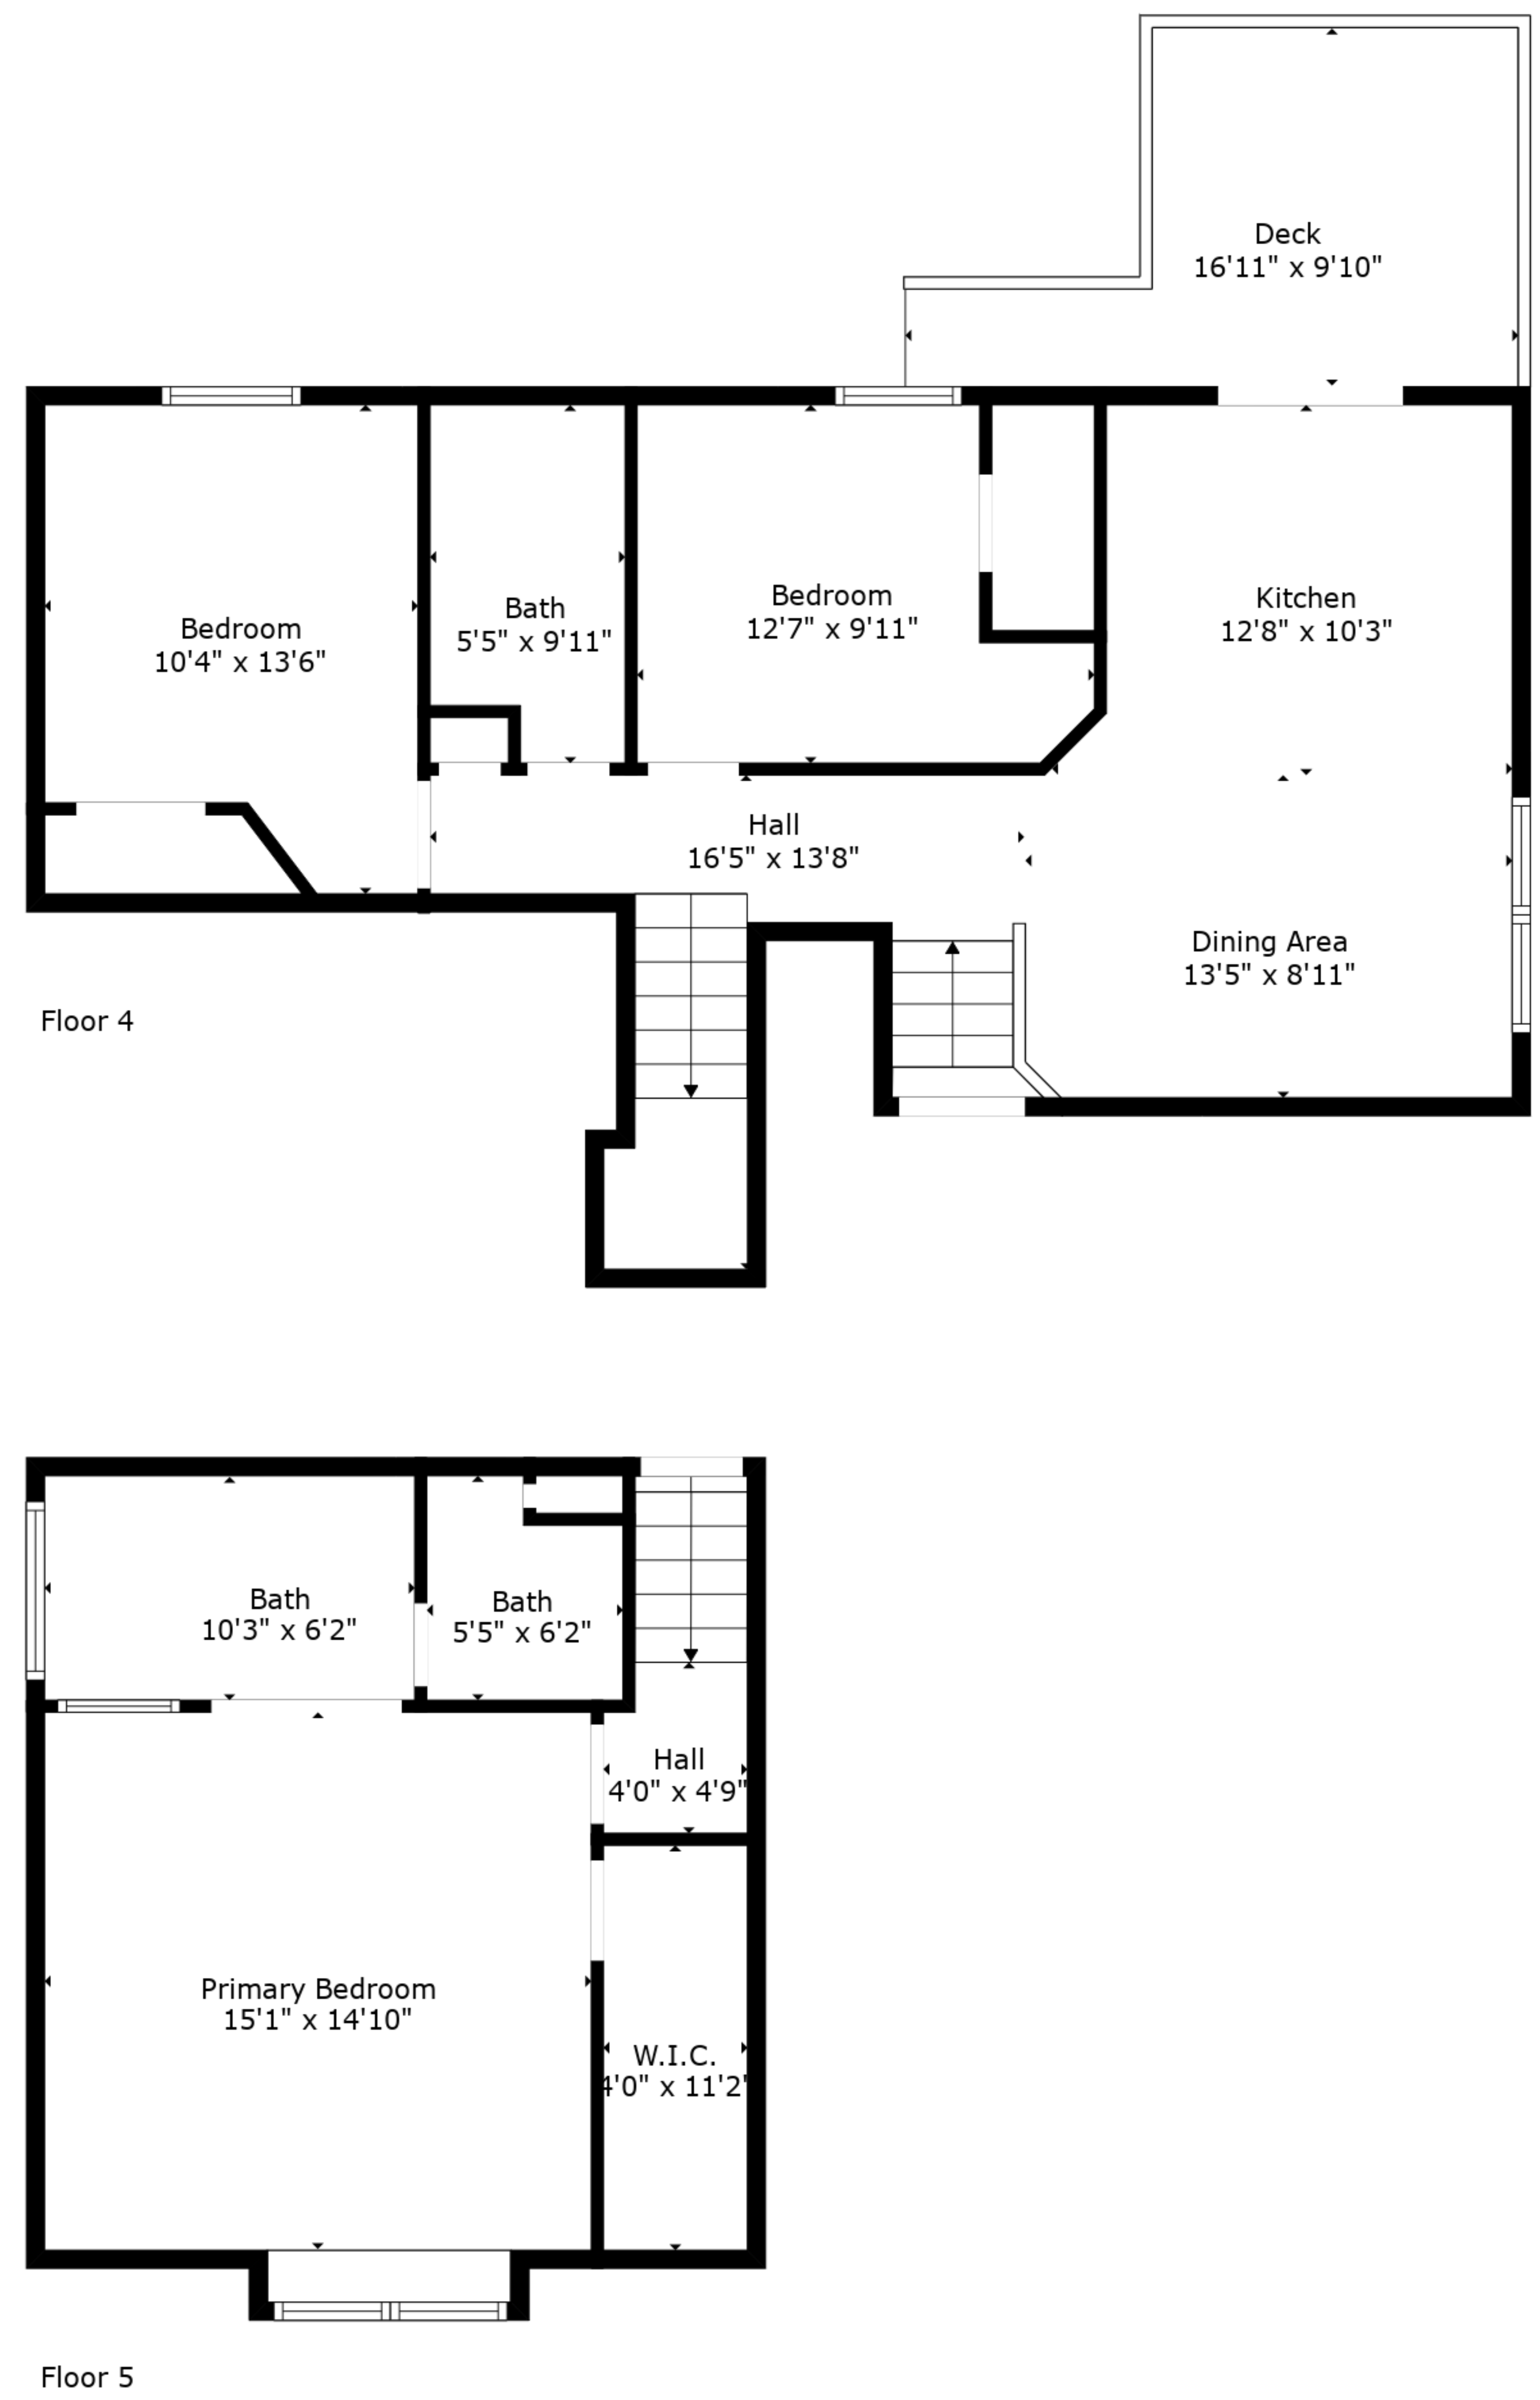 Deck
16'11" x 9'10"
Bedroom
10'4" x 13'6"
Bath
5'5" x 9'11"
Bedroom
12'7" x 9'11"
Kitchen
12'8" x 10'3"
Hall
16'5" x 13'8"
Dining Area
13'5" x 8'11"
Floor 4
Bath
10'3" x 6'2"
Bath
5'5" x 6'2"
Hall
4'0" x 4'9"
Primary Bedroom
15'1" x 14'10"
W.I.C.
4'0" x 11'2"
Floor 5